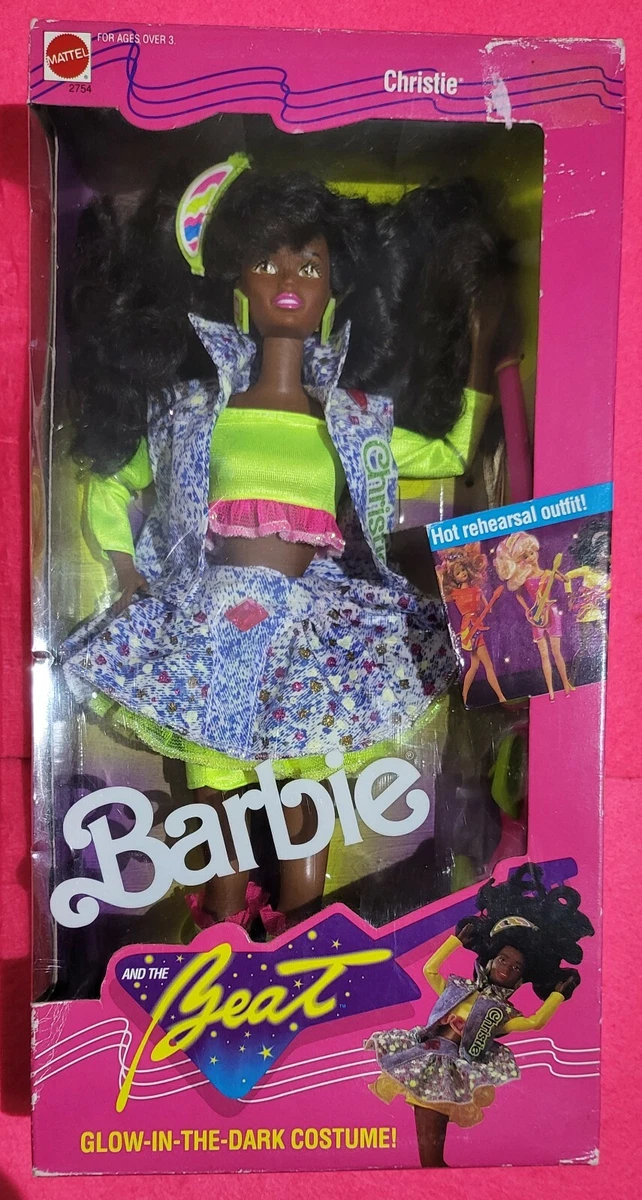 MATTEL
®
2754
FOR AGES OVER 3.
Christie®
Christie
Hot rehearsal outfit!
Barbie®
AND THE
Beat™
Christie
GLOW-IN-THE-DARK COSTUME!